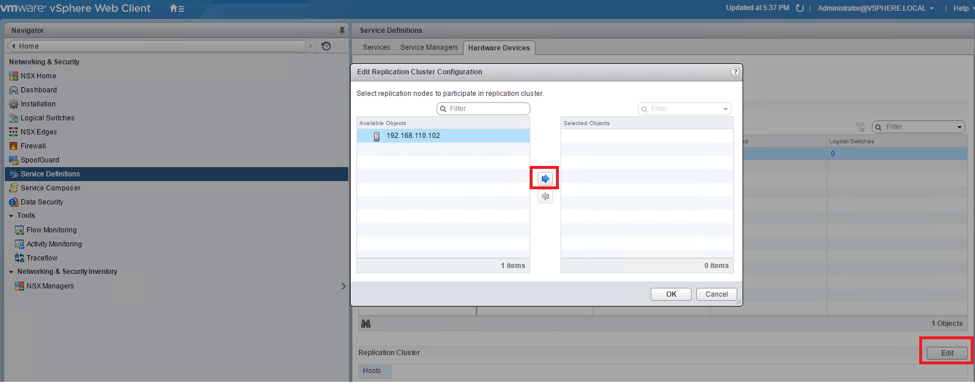 vmware® vSphere Web Client
Updated at 5:37 PM
Administrator@VSPHERE.LOCAL
Help
Navigator
Home
Networking & Security
NSX Home
Dashboard
Installation
Logical Switches
NSX Edges
Firewall
SpoofGuard
Service Definitions
Service Composer
Data Security
Tools
Flow Monitoring
Activity Monitoring
Traceflow
Networking & Security Inventory
NSX Managers
Service Definitions
Services
Service Managers
Hardware Devices
Edit Replication Cluster Configuration
?
Select replication nodes to participate in replication cluster.
Filter
Filter
Available Objects
Selected Objects
192.168.110.102
1 items
0 items
OK
Cancel
Filter
Logical Switches
0
1 Objects
Replication Cluster
Edit
Hosts